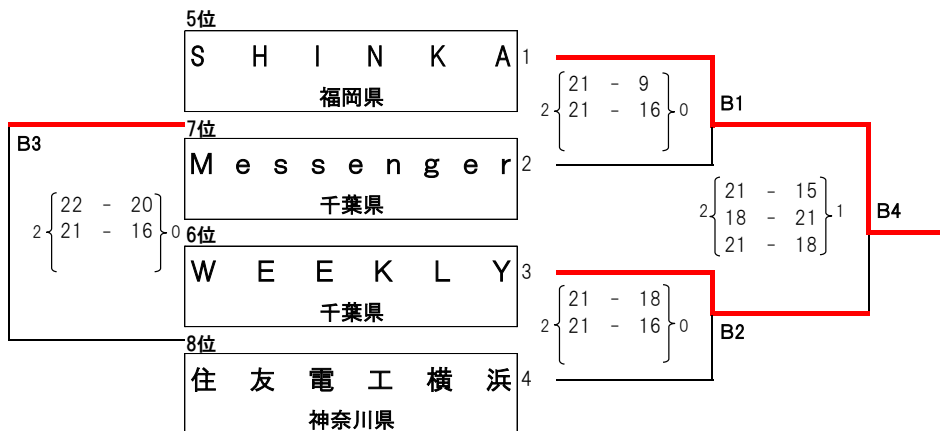 5位
SHINKA 1
福岡県
2 21 - 9 0
21 - 16
B1
7位
B3
Messenger 2
千葉県
2 22 - 20 0
21 - 16
2 21 - 15 1
18 - 21
21 - 18
B4
6位
WEEKLY 3
千葉県
2 21 - 18 0
21 - 16
B2
8位
住友電工横浜 4
神奈川県